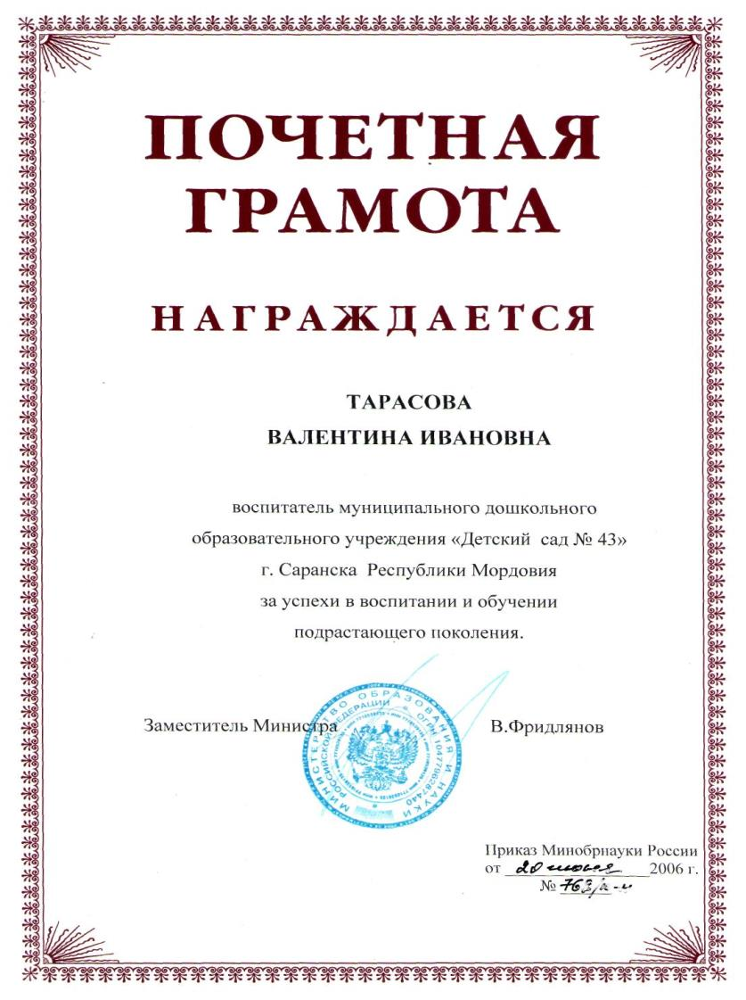 ПОЧЕТНАЯ
ГРАМОТА
НАГРАЖДАЕТСЯ
ТАРАСОВА
ВАЛЕНТИНА ИВАНОВНА
воспитатель муниципального дошкольного
образовательного учреждения «Детский сад № 43»
г. Саранска Республики Мордовия
за успехи в воспитании и обучении
подрастающего поколения.
Заместитель Министра В.Фридлянов
МИНИСТЕРСТВО ОБРАЗОВАНИЯ И НАУКИ
РОССИЙСКОЙ ФЕДЕРАЦИИ ОГРН 1047796287440
Приказ Минобрнауки России
от 20 июня 2006 г.
№ 763/к-н